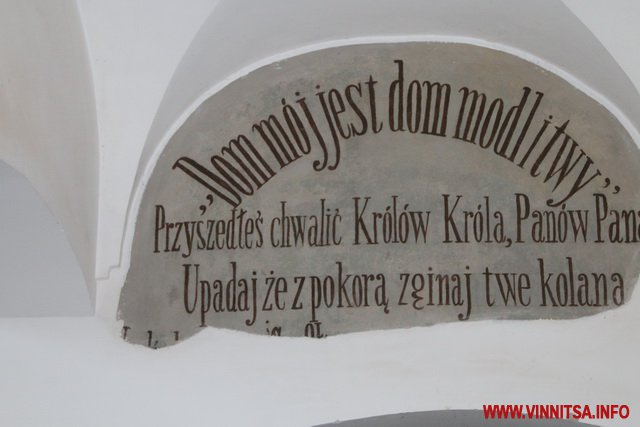 „Dom mój jest dom modlitwy”
Przyszedłeś chwalić Królów Króla, Panów Pana
Upadaj że z pokorą zginaj twe kolana
WWW.VINNITSA.INFO